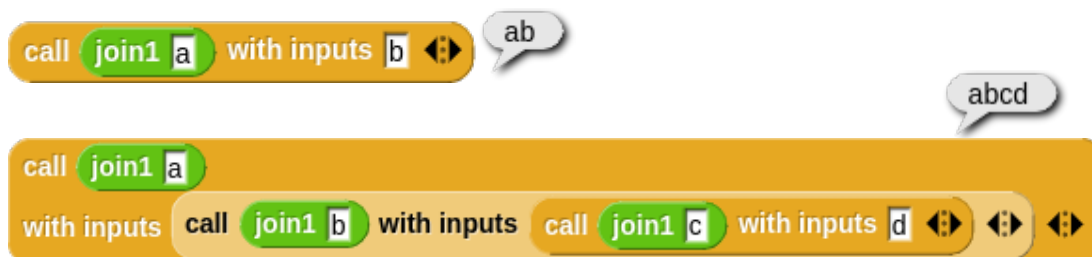 call join1 a with inputs b
ab
abcd
call join1 a
with inputs call join1 b with inputs call join1 c with inputs d